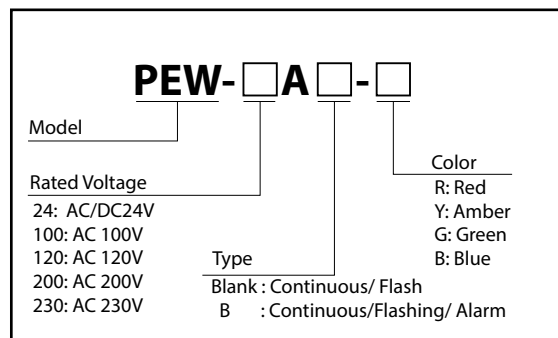 PEW-□A□-□
Model
Rated Voltage
24: AC/DC24V
100: AC 100V
120: AC 120V
200: AC 200V
230: AC 230V
Type
Blank : Continuous/ Flash
B : Continuous/Flashing/ Alarm
Color
R: Red
Y: Amber
G: Green
B: Blue